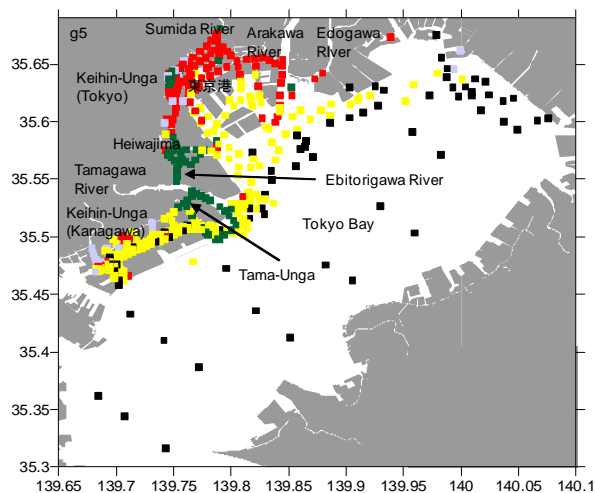 g5
Sumida River
Arakawa
River
Edogawa
RIver
Keihin-Unga
(Tokyo)
東京港
Heiwajima
Tamagawa
River
Ebitorigawa River
Keihin-Unga
(Kanagawa)
Tokyo Bay
Tama-Unga
35.65
35.6
35.55
35.5
35.45
35.4
35.35
35.3
139.65 139.7 139.75 139.8 139.85 139.9 139.95 140 140.05 140.1